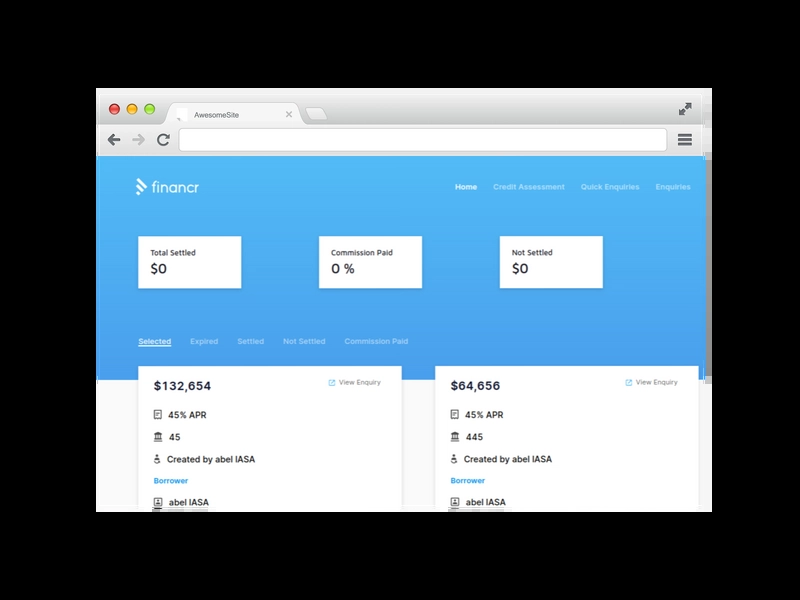 AwesomeSite
financr
Home Credit Assessment Quick Enquiries Enquiries
Total Settled
$0
Commission Paid
0 %
Not Settled
$0
Selected Expired Settled Not Settled Commission Paid
$132,654 View Enquiry
45% APR
45
Created by abel IASA
Borrower
abel IASA
$64,656 View Enquiry
45% APR
445
Created by abel IASA
Borrower
abel IASA